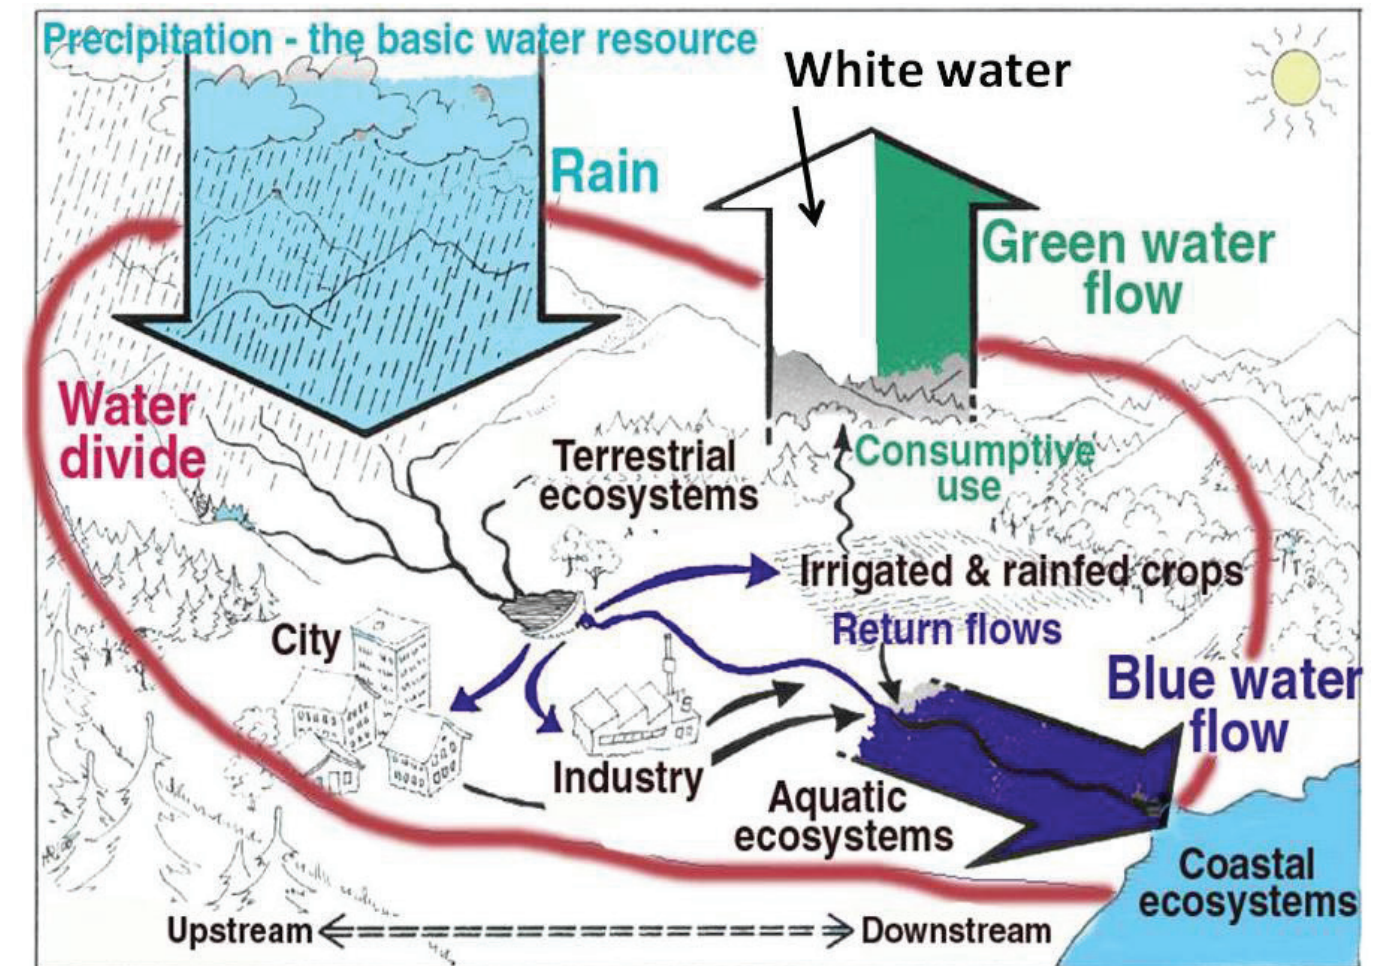 Precipitation - the basic water resource
White water
Rain
Green water
flow
Water
divide
Terrestrial
ecosystems
Consumptive
use
Irrigated & rainfed crops
City
Return flows
Blue water
flow
Industry
Aquatic
ecosystems
Coastal
ecosystems
Upstream
Downstream